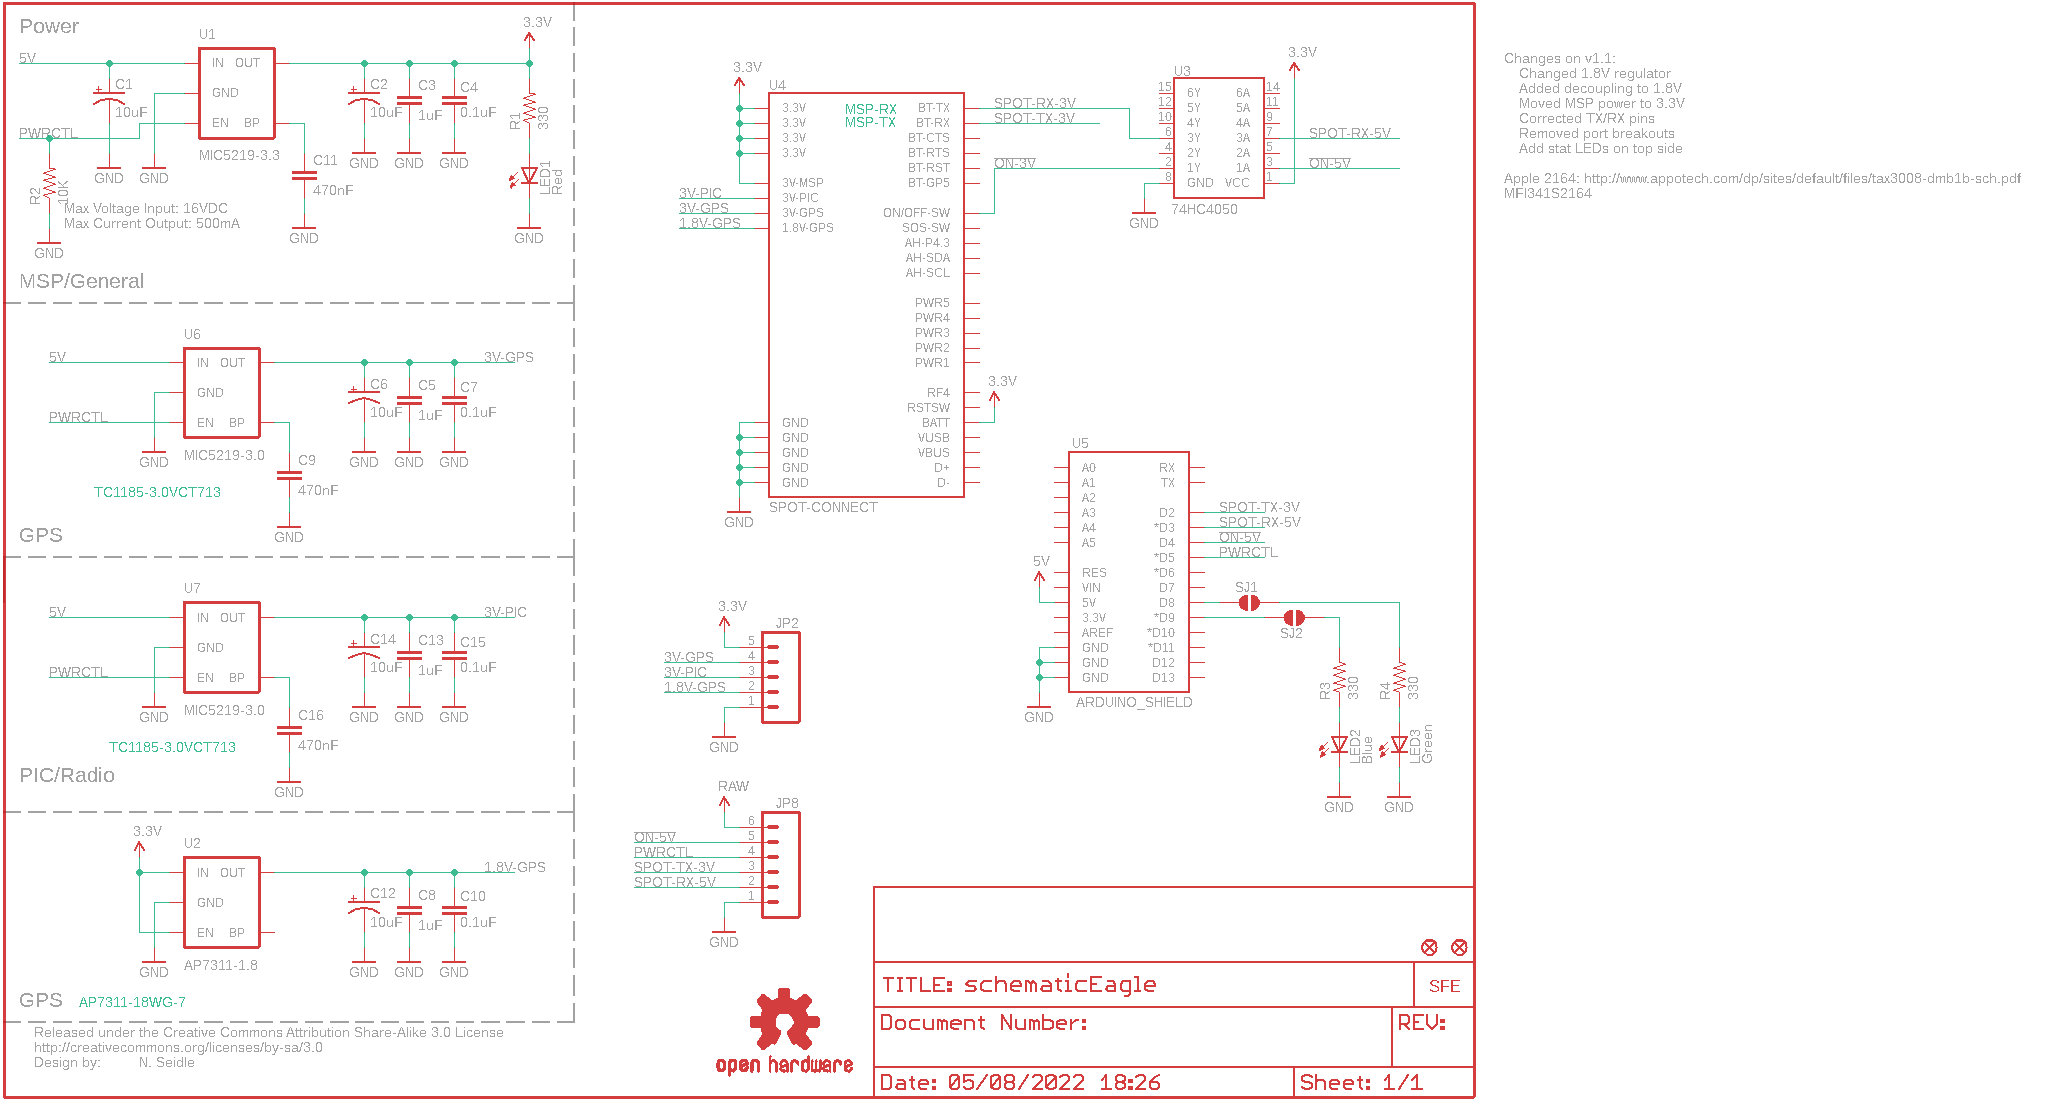 Power
5V
U1
IN OUT
GND
EN BP
MIC5219-3.3
C1
10uF
GND
GND
PWRCTL
R2
10K
GND
C11
470nF
GND
C2
10uF
GND
C3
1uF
GND
C4
0.1uF
GND
3.3V
R1
330
LED1
Red
GND
Max Voltage Input: 16VDC
Max Current Output: 500mA
MSP/General
5V
U6
IN OUT
GND
EN BP
MIC5219-3.0
PWRCTL
GND
TC1185-3.0VCT713
C9
470nF
GND
C6
10uF
GND
C5
1uF
GND
C7
0.1uF
GND
3V-GPS
GPS
5V
U7
IN OUT
GND
EN BP
MIC5219-3.0
PWRCTL
GND
TC1185-3.0VCT713
C16
470nF
GND
C14
10uF
GND
C13
1uF
GND
C15
0.1uF
GND
3V-PIC
PIC/Radio
3.3V
U2
IN OUT
GND
EN BP
AP7311-1.8
GND
C12
10uF
GND
C8
1uF
GND
C10
0.1uF
GND
1.8V-GPS
GPS
AP7311-18WG-7
Released under the Creative Commons Attribution Share-Alike 3.0 License
http://creativecommons.org/licenses/by-sa/3.0
Design by: N. Seidle
3.3V
U4
3.3V
3.3V
3.3V
3.3V
3V-MSP
3V-PIC
3V-GPS
1.8V-GPS
3V-PIC
3V-GPS
1.8V-GPS
GND
GND
GND
GND
GND
GND
MSP-RX
MSP-TX
BT-TX
BT-RX
BT-CTS
BT-RTS
BT-RST
BT-GP5
ON/OFF-SW
SOS-SW
AH-P4.3
AH-SDA
AH-SCL
PWR5
PWR4
PWR3
PWR2
PWR1
RF4
RSTSW
BATT
VUSB
VBUS
D+
D-
SPOT-CONNECT
3.3V
SPOT-RX-3V
SPOT-TX-3V
ON-3V
U3
15 6Y 6A 14
12 5Y 5A 11
10 4Y 4A 9
6 3Y 3A 7
4 2Y 2A 5
2 1Y 1A 3
8 GND VCC 1
74HC4050
GND
3.3V
SPOT-RX-5V
ON-5V
U5
A0 RX
A1 TX
A2
A3 D2
A4 *D3
A5 D4
*D5
RES *D6
VIN D7
5V D8
3.3V *D9
AREF *D10
GND *D11
GND D12
GND D13
ARDUINO_SHIELD
5V
GND
SPOT-TX-3V
SPOT-RX-5V
ON-5V
PWRCTL
SJ1
SJ2
R3
330
R4
330
LED2
Blue
LED3
Green
GND
GND
3.3V
JP2
5
4
3
2
1
3V-GPS
3V-PIC
1.8V-GPS
GND
RAW
JP8
6
5
4
3
2
1
ON-5V
PWRCTL
SPOT-TX-3V
SPOT-RX-5V
GND
open hardware
TITLE: schematicEagle
SFE
Document Number:
REV:
Date: 05/08/2022 18:26
Sheet: 1/1
Changes on v1.1:
Changed 1.8V regulator
Added decoupling to 1.8V
Moved MSP power to 3.3V
Corrected TX/RX pins
Removed port breakouts
Add stat LEDs on top side
Apple 2164: http://www.appotech.com/dp/sites/default/files/tax3008-dmb1b-sch.pdf
MFI341S2164